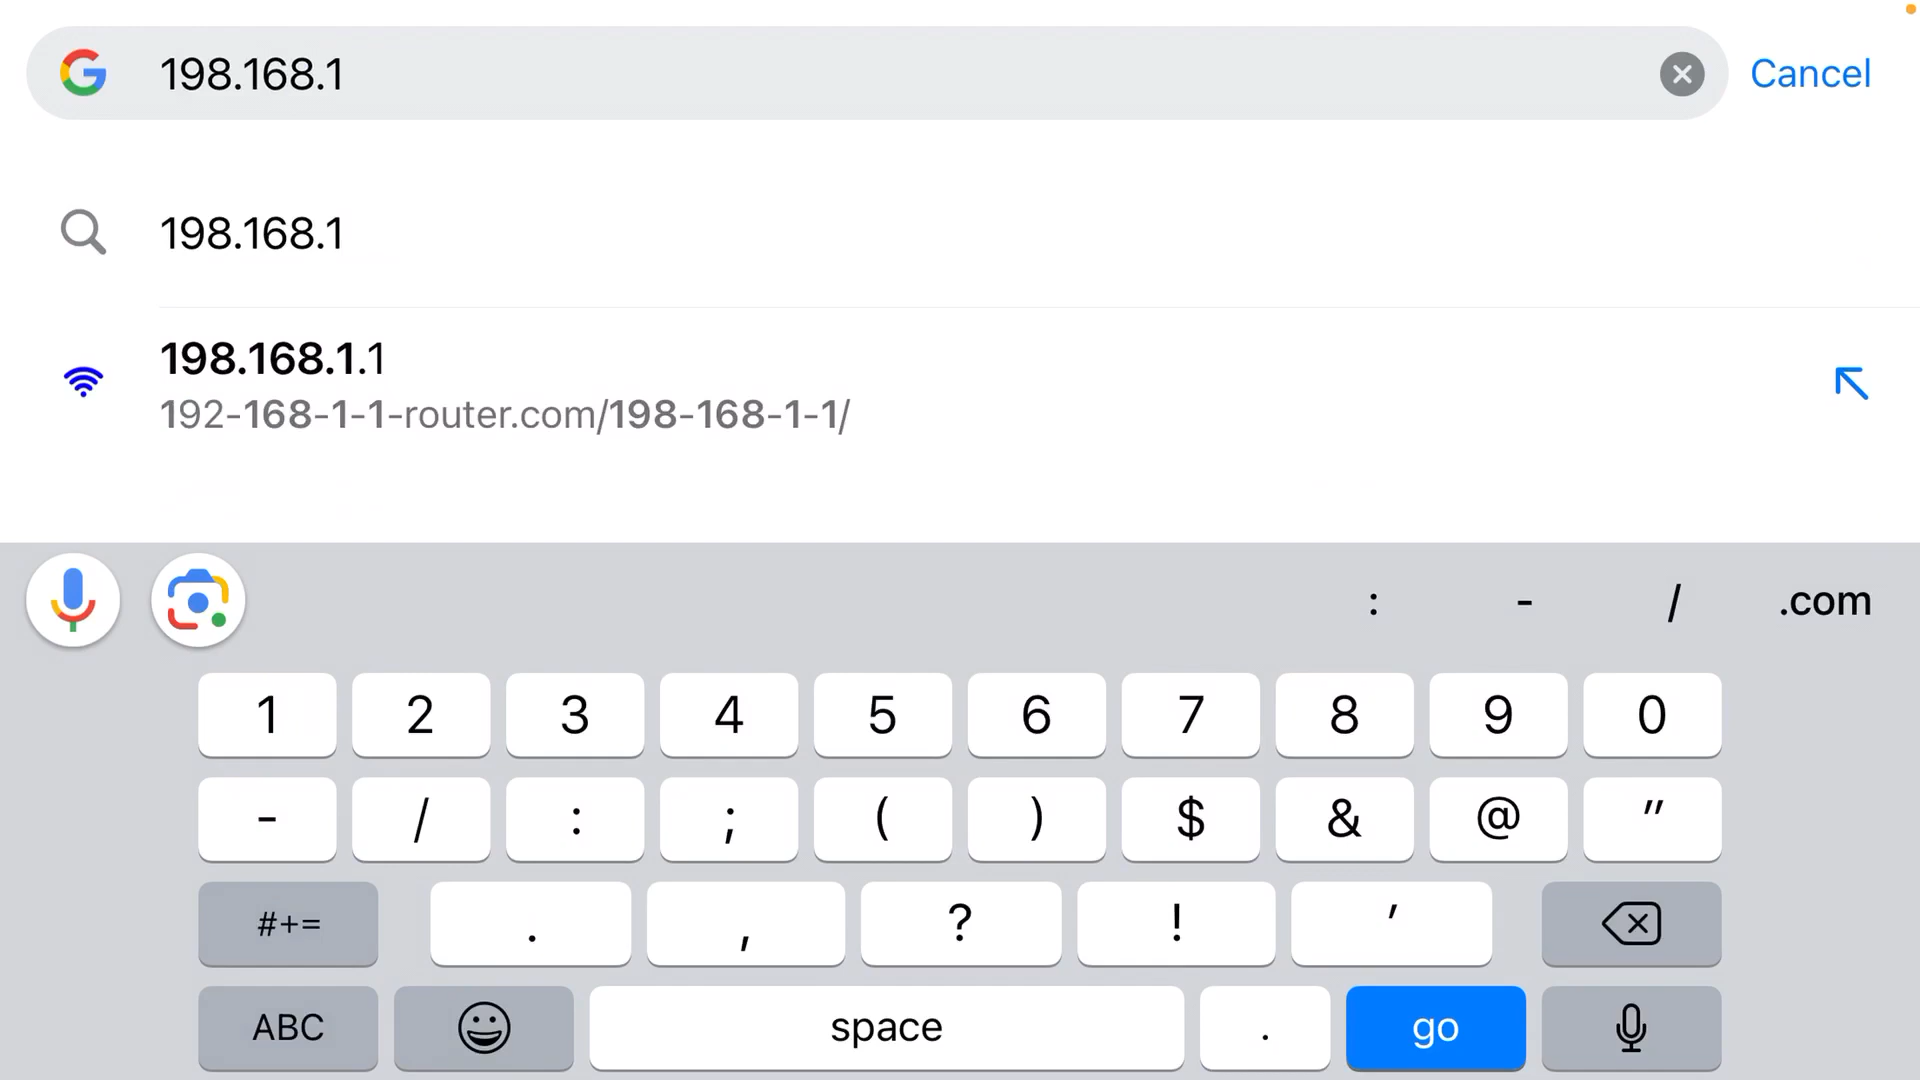 198.168.1
Cancel
198.168.1
198.168.1.1
192-168-1-1-router.com/198-168-1-1/
: - / .com
1 2 3 4 5 6 7 8 9 0
- / : ; ( ) $ & @ "
#+= . , ? ! '
ABC space . go